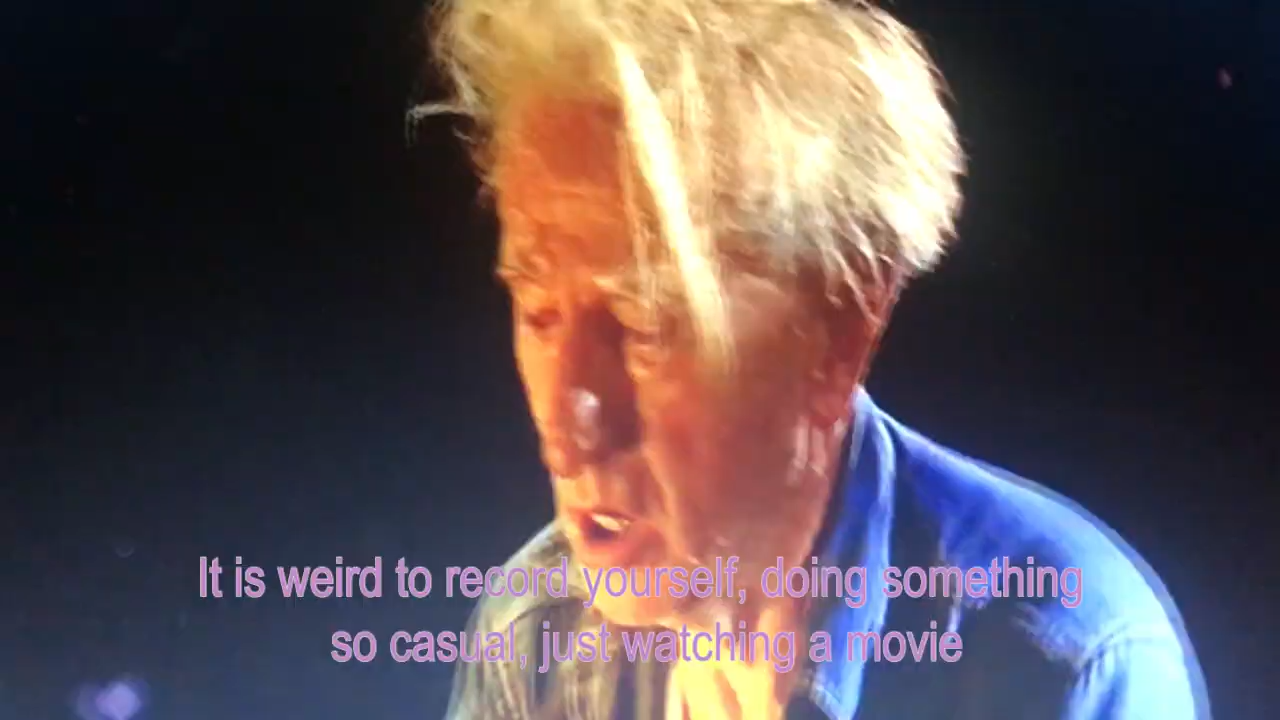 It is weird to record yourself, doing something
so casual, just watching a movie